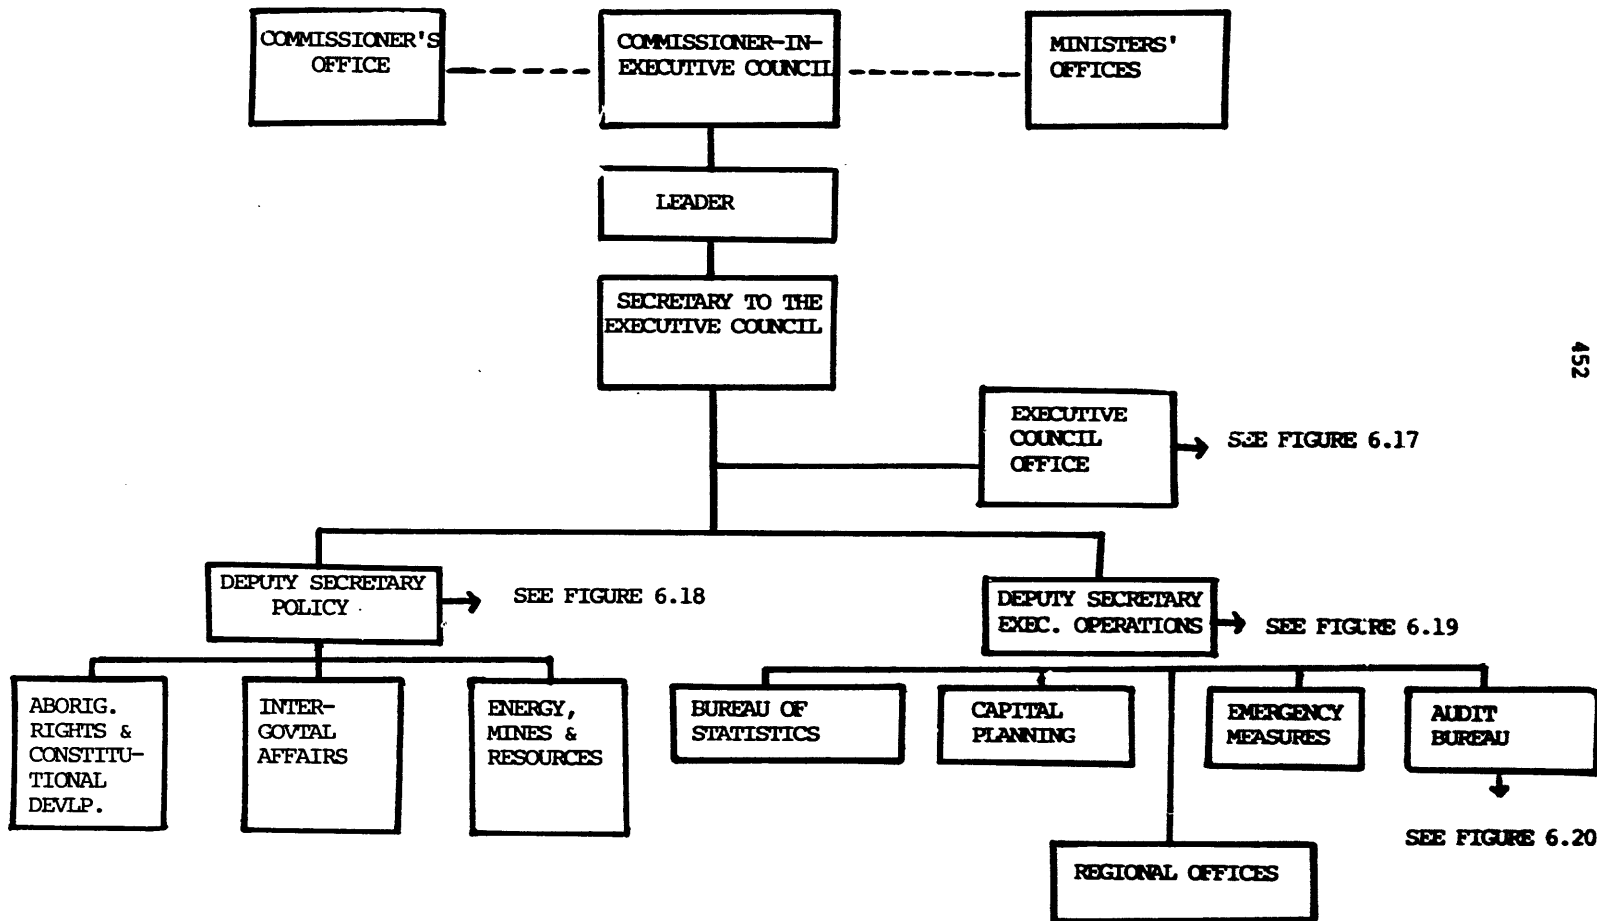 COMMISSIONER'S
OFFICE
COMMISSIONER-IN-
EXECUTIVE COUNCIL
MINISTERS'
OFFICES
LEADER
SECRETARY TO THE
EXECUTIVE COUNCIL
452
EXECUTIVE
COUNCIL
OFFICE
SEE FIGURE 6.17
DEPUTY SECRETARY
POLICY
SEE FIGURE 6.18
DEPUTY SECRETARY
EXEC. OPERATIONS
SEE FIGURE 6.19
ABORIG.
RIGHTS &
CONSTITU-
TIONAL
DEVLP.
INTER-
GOVTAL
AFFAIRS
ENERGY,
MINES &
RESOURCES
BUREAU OF
STATISTICS
CAPITAL
PLANNING
EMERGENCY
MEASURES
AUDIT
BUREAU
SEE FIGURE 6.20
REGIONAL OFFICES